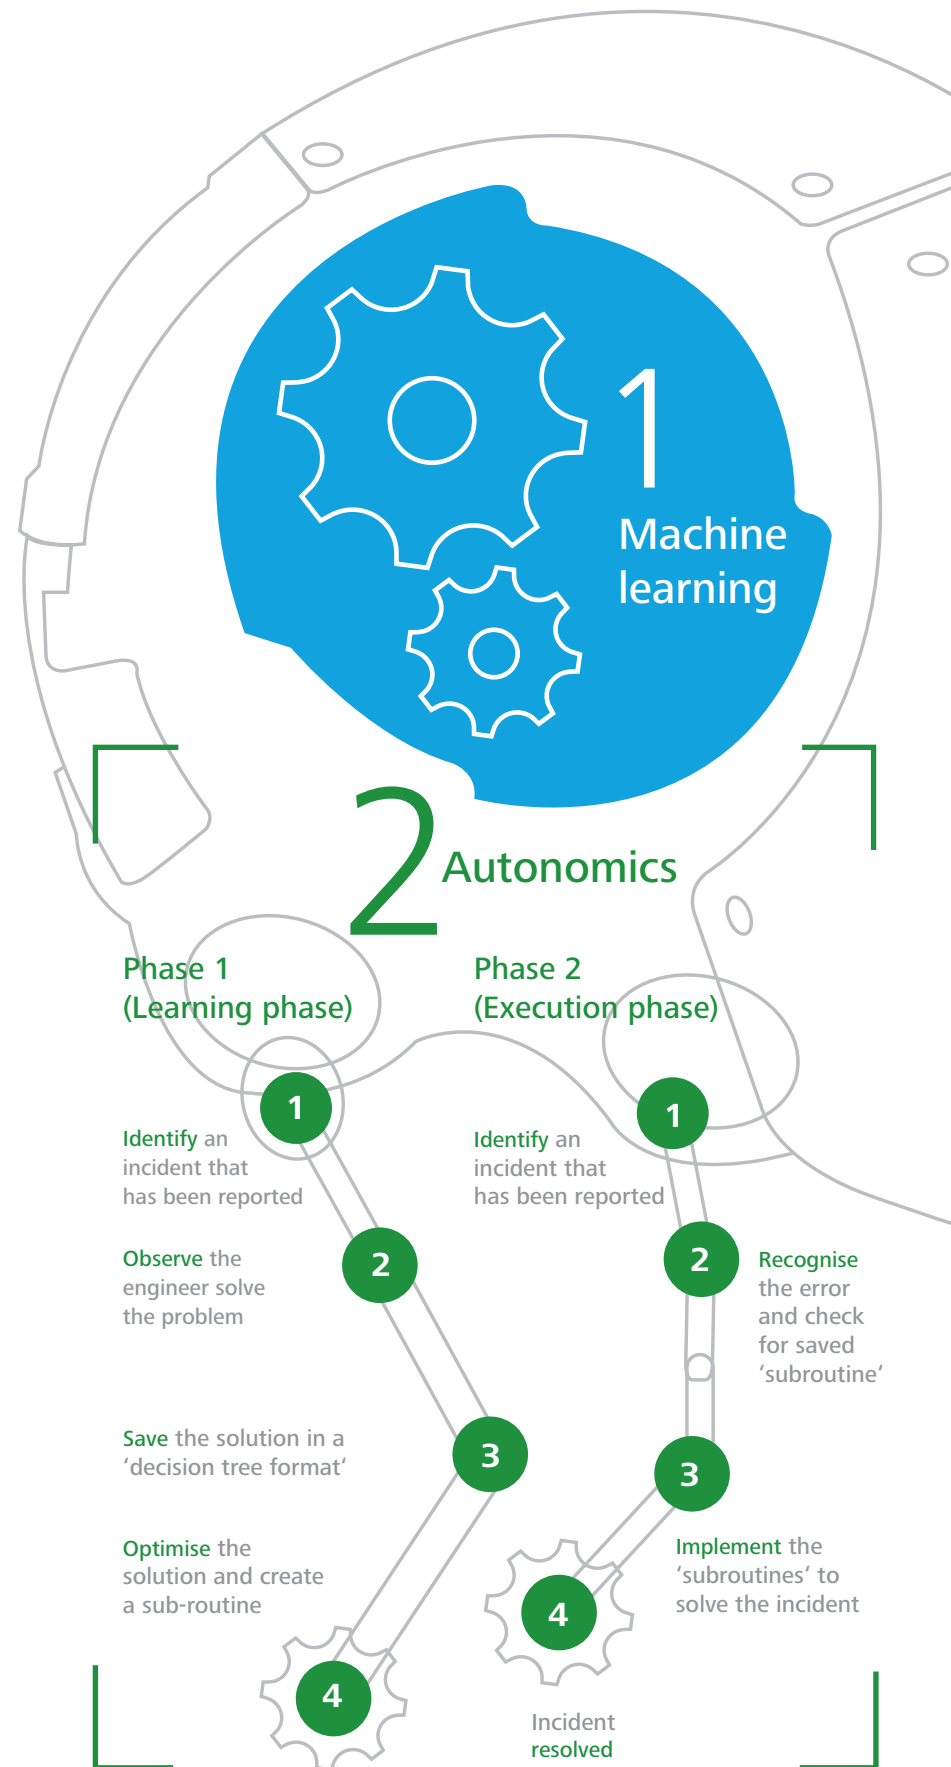 1
Machine
learning
2
Autonomics
Phase 1
(Learning phase)
1
Identify an
incident that
has been reported
2
Observe the
engineer solve
the problem
3
Save the solution in a
‘decision tree format‘
4
Optimise the
solution and create
a sub-routine
Phase 2
(Execution phase)
1
Identify an
incident that
has been reported
2
Recognise
the error
and check
for saved
‘subroutine‘
3
Implement the
‘subroutines’ to
solve the incident
4
Incident
resolved